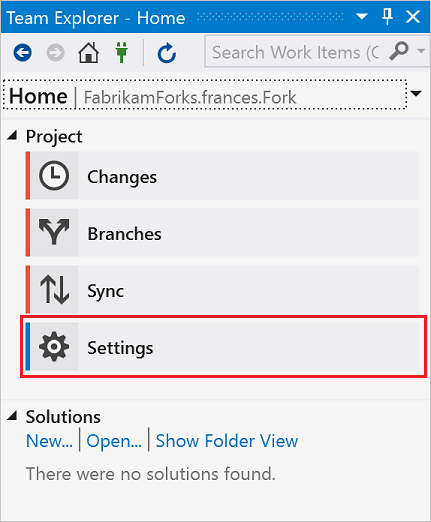 Team Explorer - Home
Search Work Items (C
Home | FabrikamForks.frances.Fork
Project
Changes
Branches
Sync
Settings
Solutions
New... | Open... | Show Folder View
There were no solutions found.